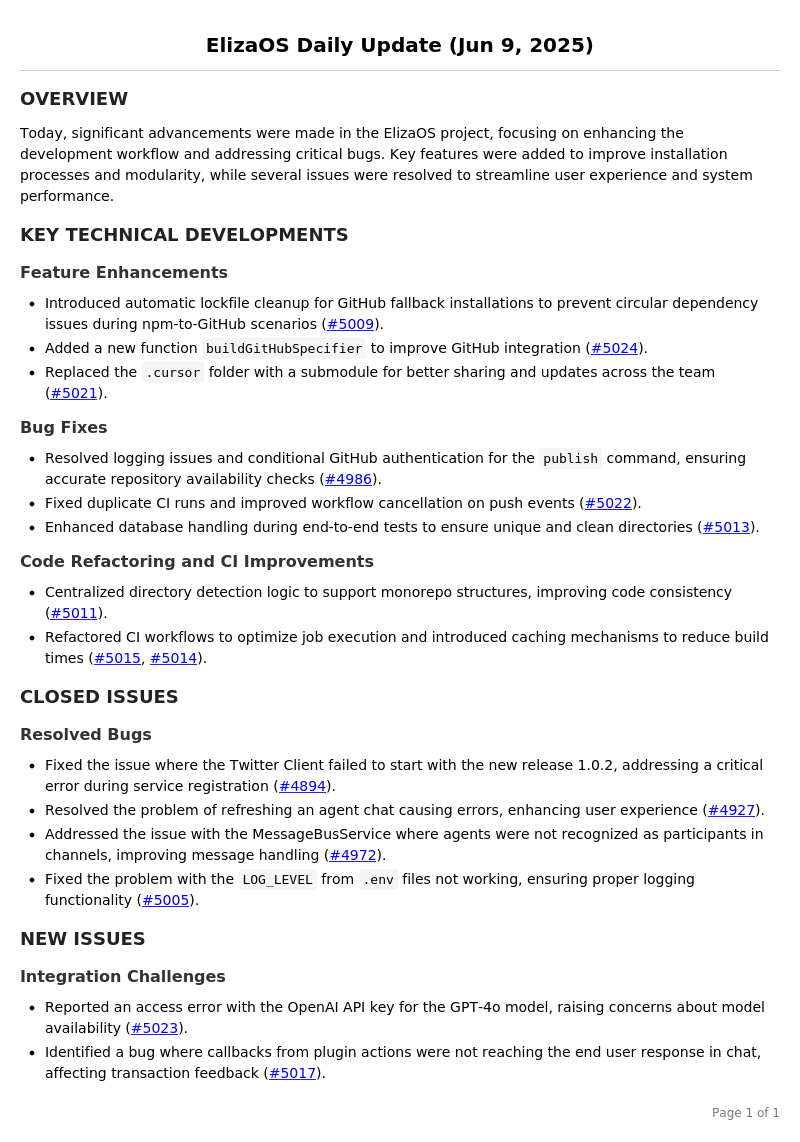 ElizaOS Daily Update (Jun 9, 2025)
OVERVIEW
Today, significant advancements were made in the ElizaOS project, focusing on enhancing the
development workflow and addressing critical bugs. Key features were added to improve installation
processes and modularity, while several issues were resolved to streamline user experience and system
performance.
KEY TECHNICAL DEVELOPMENTS
Feature Enhancements
• Introduced automatic lockfile cleanup for GitHub fallback installations to prevent circular dependency
issues during npm-to-GitHub scenarios (#5009).
• Added a new function buildGitHubSpecifier to improve GitHub integration (#5024).
• Replaced the .cursor folder with a submodule for better sharing and updates across the team
(#5021).
Bug Fixes
• Resolved logging issues and conditional GitHub authentication for the publish command, ensuring
accurate repository availability checks (#4986).
• Fixed duplicate CI runs and improved workflow cancellation on push events (#5022).
• Enhanced database handling during end-to-end tests to ensure unique and clean directories (#5013).
Code Refactoring and CI Improvements
• Centralized directory detection logic to support monorepo structures, improving code consistency
(#5011).
• Refactored CI workflows to optimize job execution and introduced caching mechanisms to reduce build
times (#5015, #5014).
CLOSED ISSUES
Resolved Bugs
• Fixed the issue where the Twitter Client failed to start with the new release 1.0.2, addressing a critical
error during service registration (#4894).
• Resolved the problem of refreshing an agent chat causing errors, enhancing user experience (#4927).
• Addressed the issue with the MessageBusService where agents were not recognized as participants in
channels, improving message handling (#4972).
• Fixed the problem with the LOG_LEVEL from .env files not working, ensuring proper logging
functionality (#5005).
NEW ISSUES
Integration Challenges
• Reported an access error with the OpenAI API key for the GPT-4o model, raising concerns about model
availability (#5023).
• Identified a bug where callbacks from plugin actions were not reaching the end user response in chat,
affecting transaction feedback (#5017).
Page 1 of 1